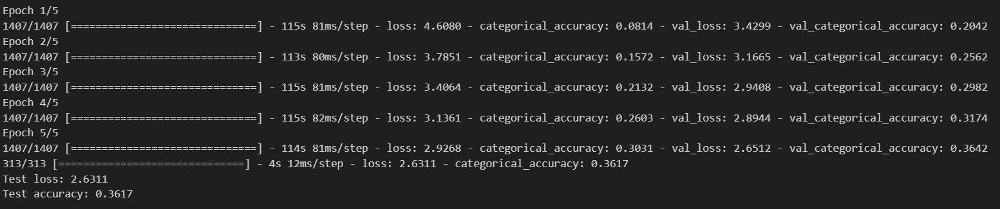 Epoch 1/5
1407/1407 [==============================] - 115s 81ms/step - loss: 4.6080 - categorical_accuracy: 0.0814 - val_loss: 3.4299 - val_categorical_accuracy: 0.2042
Epoch 2/5
1407/1407 [==============================] - 113s 80ms/step - loss: 3.7851 - categorical_accuracy: 0.1572 - val_loss: 3.1665 - val_categorical_accuracy: 0.2562
Epoch 3/5
1407/1407 [==============================] - 115s 81ms/step - loss: 3.4064 - categorical_accuracy: 0.2132 - val_loss: 2.9408 - val_categorical_accuracy: 0.2982
Epoch 4/5
1407/1407 [==============================] - 115s 82ms/step - loss: 3.1361 - categorical_accuracy: 0.2603 - val_loss: 2.8944 - val_categorical_accuracy: 0.3174
Epoch 5/5
1407/1407 [==============================] - 114s 81ms/step - loss: 2.9268 - categorical_accuracy: 0.3031 - val_loss: 2.6512 - val_categorical_accuracy: 0.3642
313/313 [==============================] - 4s 12ms/step - loss: 2.6311 - categorical_accuracy: 0.3617
Test loss: 2.6311
Test accuracy: 0.3617